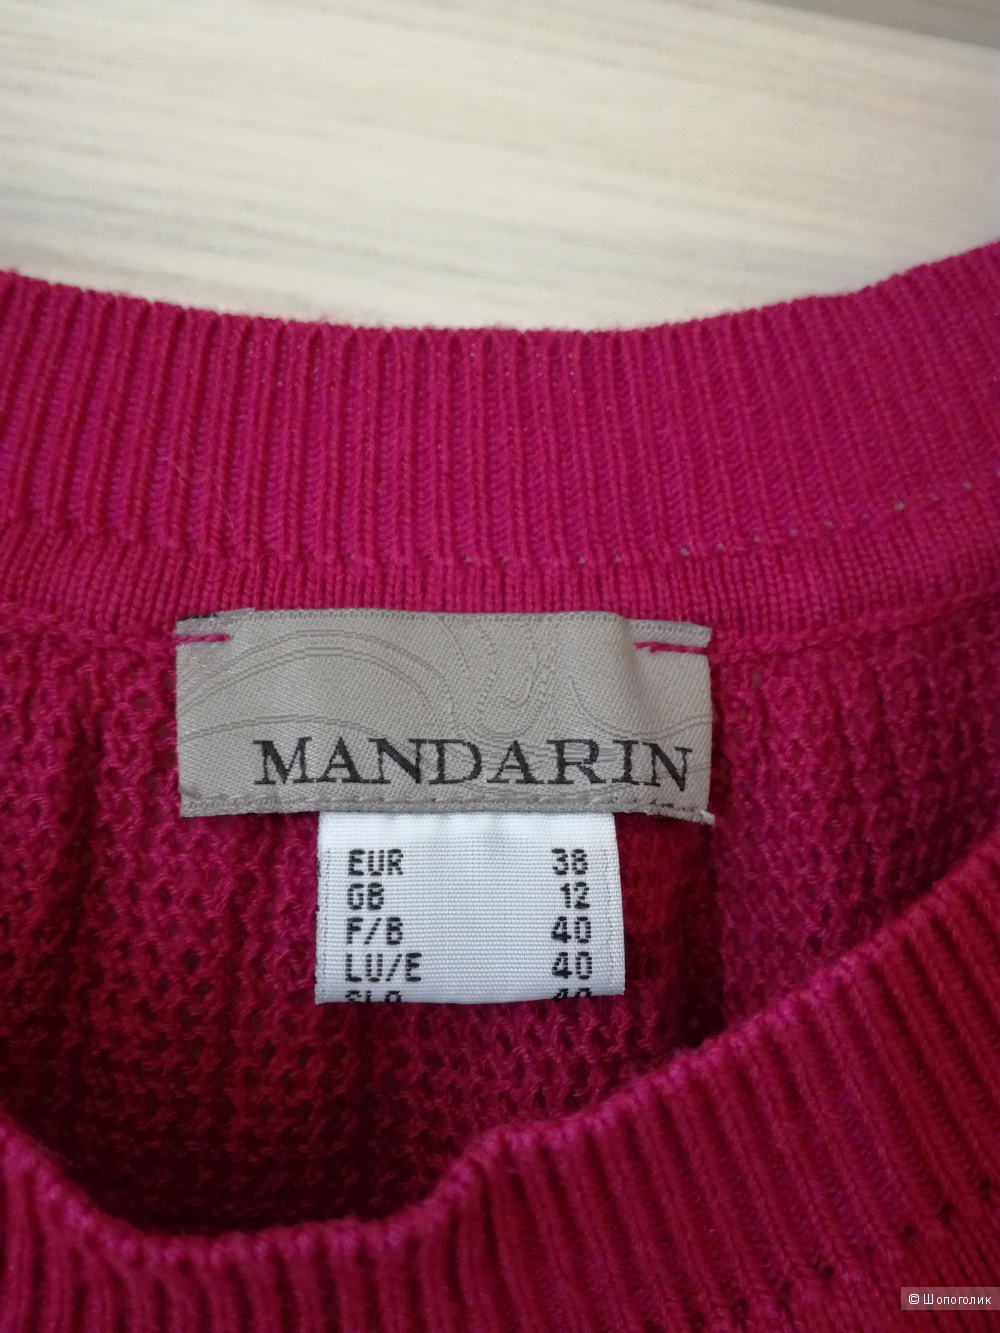 MANDARIN
EUR 38
GB 12
F/B 40
LU/E 40
© Шопоголик